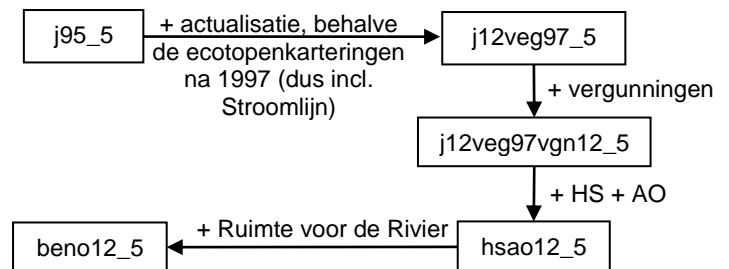 j95_5
+ actualisatie, behalve
de ecotopenkarteringen
na 1997 (dus incl.
Stroomlijn)
j12veg97_5
+ vergunningen
j12veg97vgn12_5
+ HS + AO
hsao12_5
+ Ruimte voor de Rivier
beno12_5